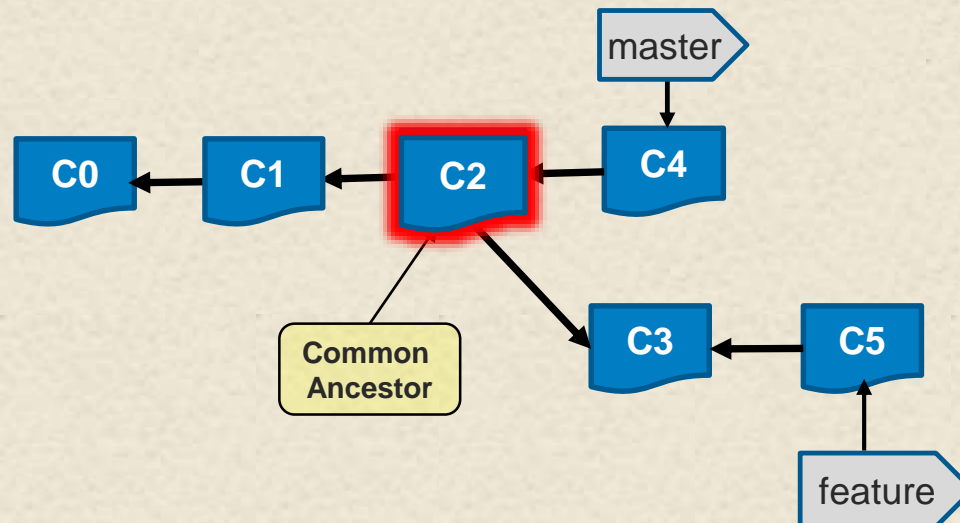 master
C0
C1
C2
C4
Common
Ancestor
C3
C5
feature